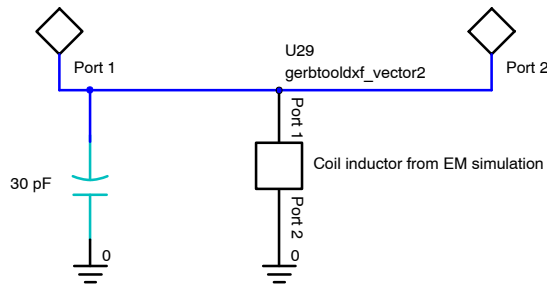 U29
Port 1
gerbtooldxf_vector2
Port 2
Port 1
Coil inductor from EM simulation
30 pF
Port 2
0
0